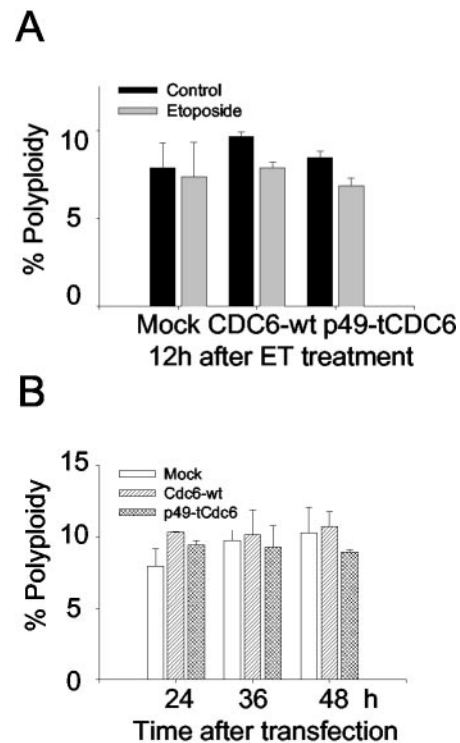 A
Control
Etoposide
10
5
0
% Polyploidy
Mock CDC6-wt p49-tCDC6
12h after ET treatment
B
15
Mock
Cdc6-wt
p49-tCdc6
10
5
0
% Polyploidy
24 36 48 h
Time after transfection